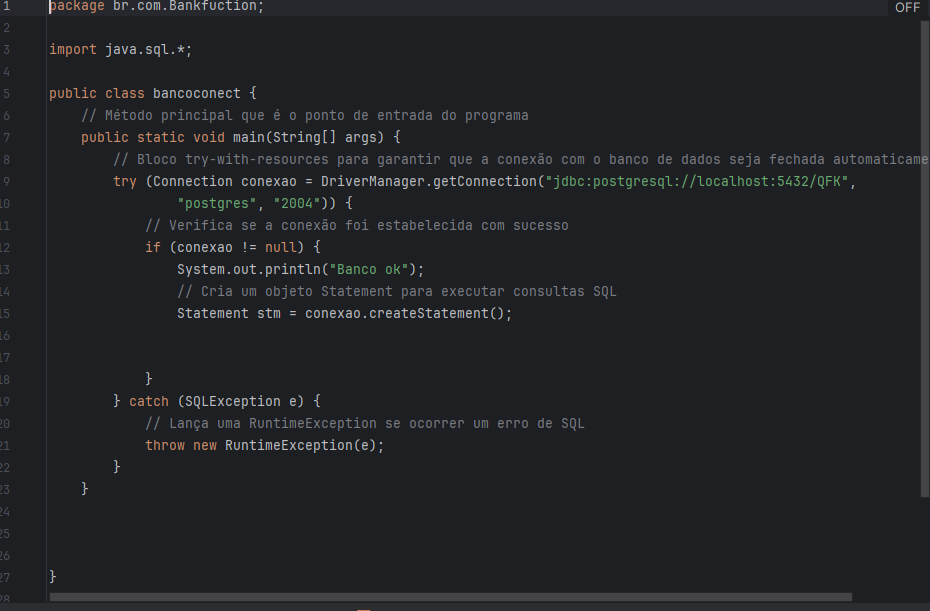 1 package br.com.Bankfuction; OFF
2
3 import java.sql.*;
4
5 public class bancoconect {
6 // Método principal que é o ponto de entrada do programa
7 public static void main(String[] args) {
8 // Bloco try-with-resources para garantir que a conexão com o banco de dados seja fechada automaticame
9 try (Connection conexao = DriverManager.getConnection("jdbc:postgresql://localhost:5432/QFK",
10 "postgres", "2004")) {
11 // Verifica se a conexão foi estabelecida com sucesso
12 if (conexao != null) {
13 System.out.println("Banco ok");
14 // Cria um objeto Statement para executar consultas SQL
15 Statement stm = conexao.createStatement();
16
17
18 }
19 } catch (SQLException e) {
20 // Lança uma RuntimeException se ocorrer um erro de SQL
21 throw new RuntimeException(e);
22 }
23 }
24
25
26
27 }
28